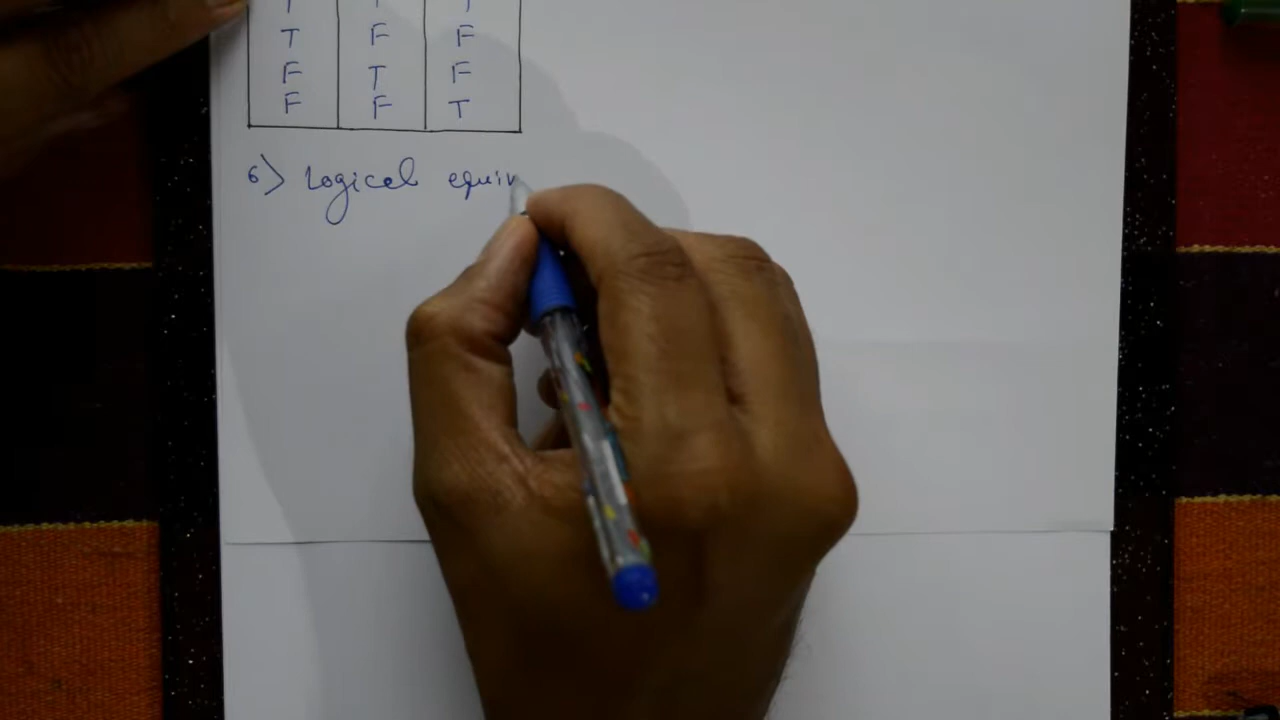 T T T
T F F
F T F
F F T
6) Logical equiv